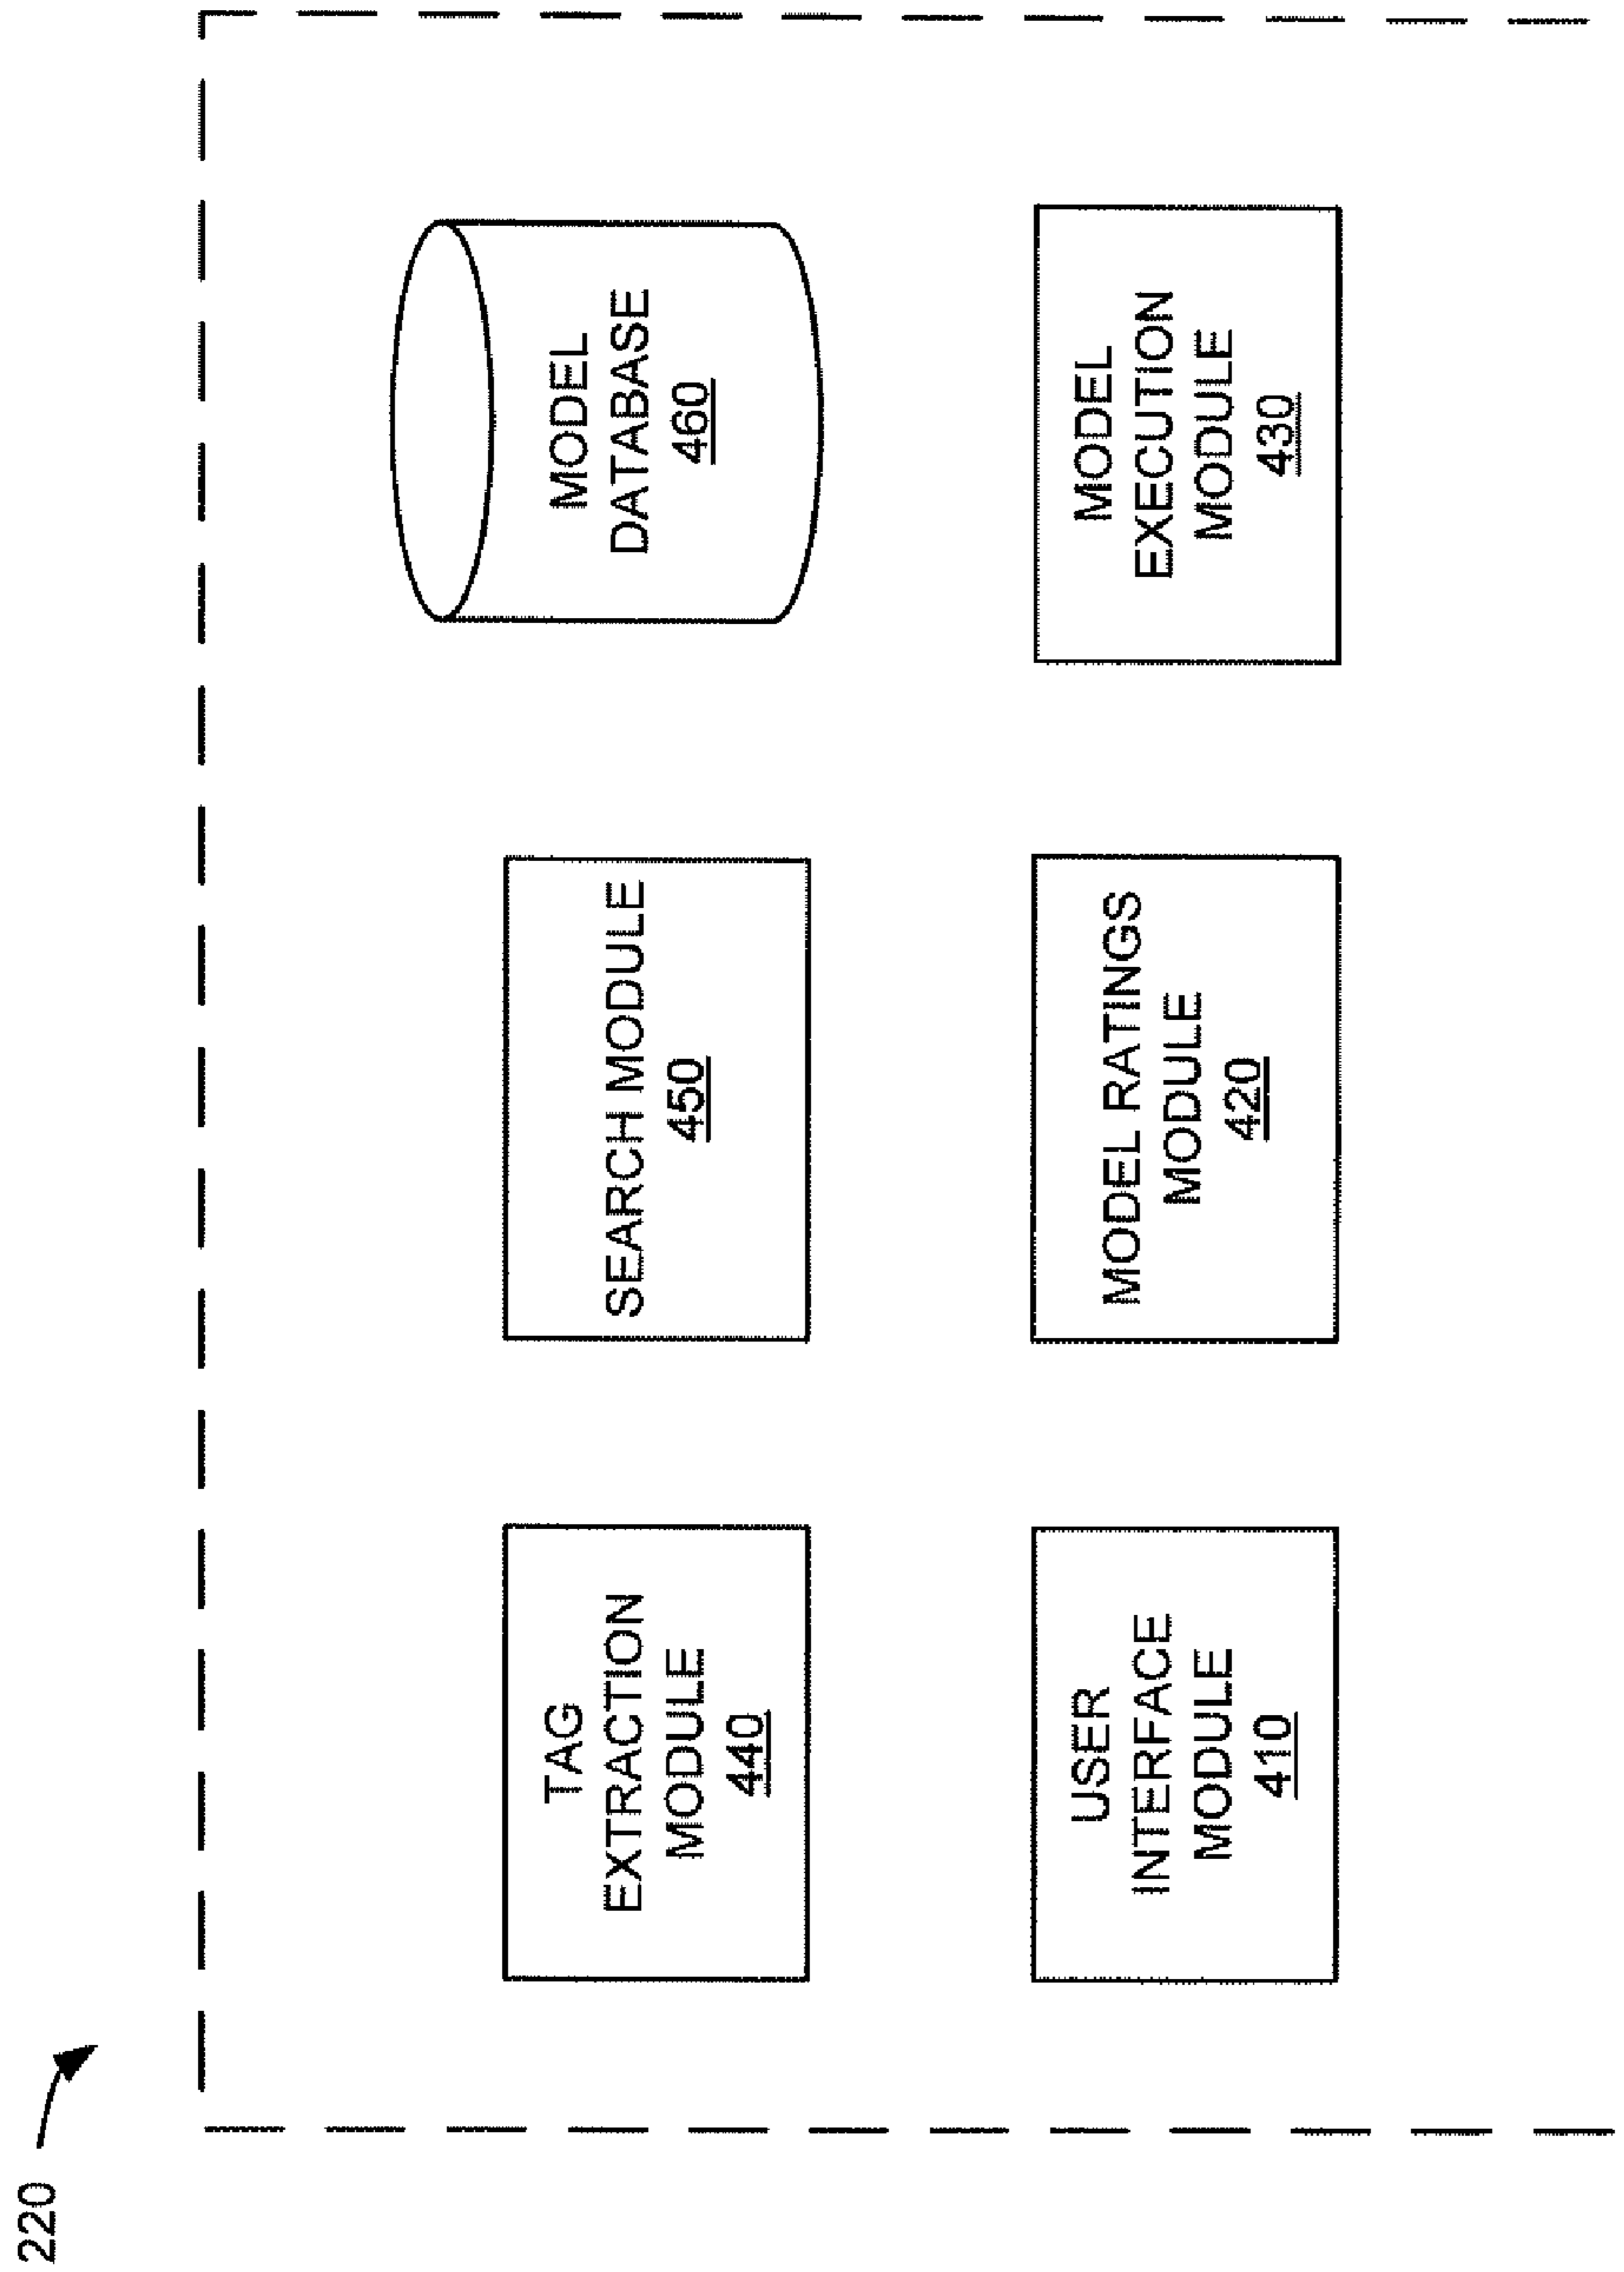 220
TAG
EXTRACTION
MODULE
440
SEARCH MODULE
450
MODEL
DATABASE
460
USER
INTERFACE
MODULE
410
MODEL RATINGS
MODULE
420
MODEL
EXECUTION
MODULE
430